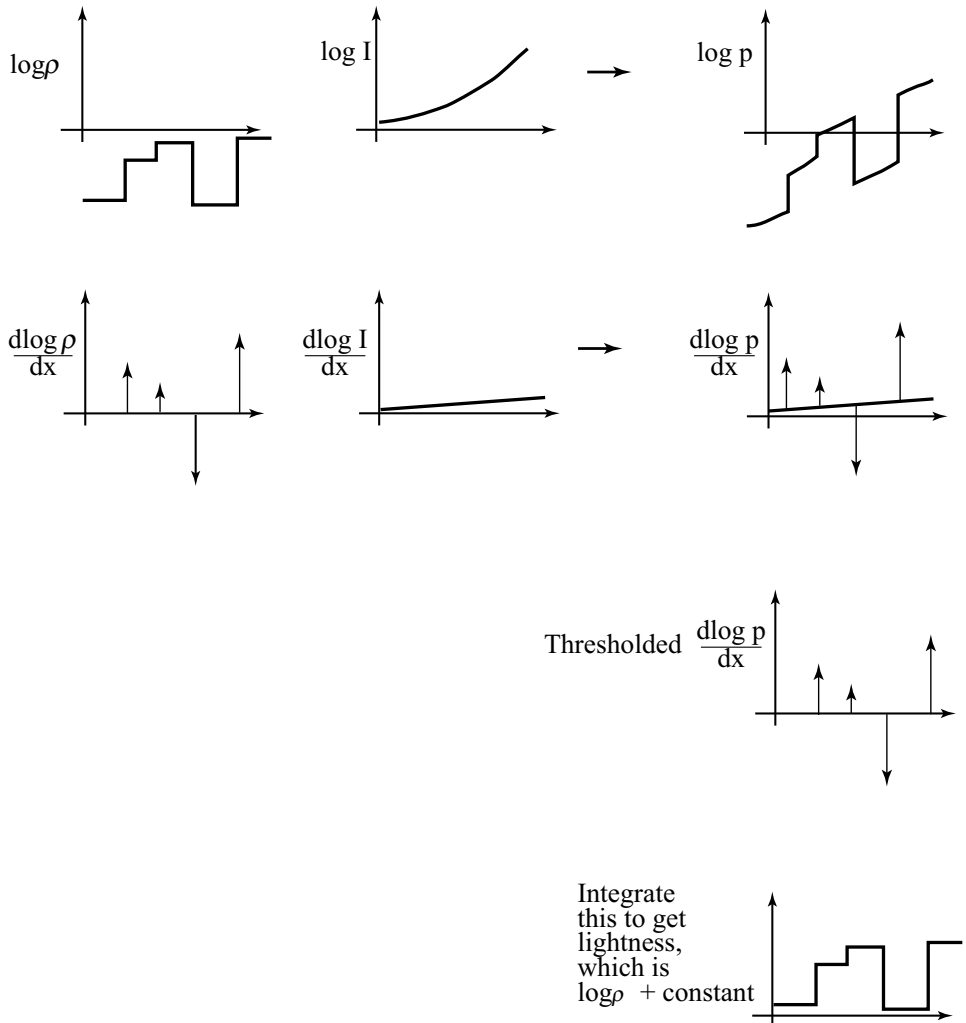 logρ
log I
log p
dlog ρ
dx
dlog I
dx
dlog p
dx
Thresholded dlog p
dx
Integrate
this to get
lightness,
which is
logρ + constant